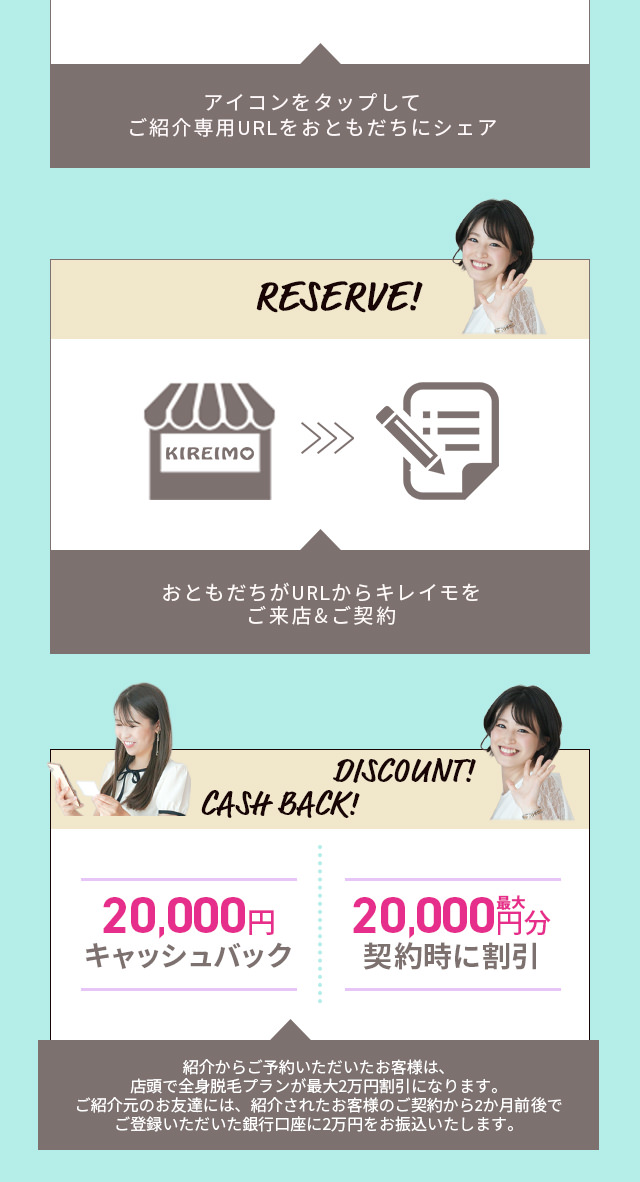 アイコンをタップして
ご紹介専用URLをおともだちにシェア
RESERVE!
KIREIMO
おともだちがURLからキレイモを
ご来店&ご契約
DISCOUNT!
CASH BACK!
20,000円
キャッシュバック
最大
20,000円分
契約時に割引
紹介からご予約いただいたお客様は、
店頭で全身脱毛プランが最大2万円割引になります。
ご紹介元のお友達には、紹介されたお客様のご契約から2か月前後で
ご登録いただいた銀行口座に2万円をお振込いたします。